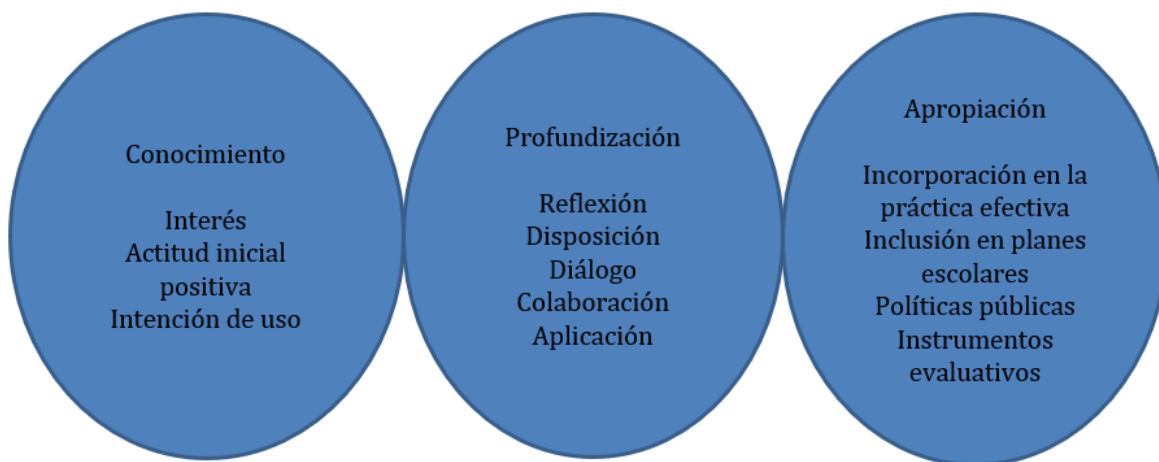 Conocimiento
Interés
Actitud inicial
positiva
Intención de uso
Profundización
Reflexión
Disposición
Diálogo
Colaboración
Aplicación
Apropiación
Incorporación en la
práctica efectiva
Inclusión en planes
escolares
Políticas públicas
Instrumentos
evaluativos